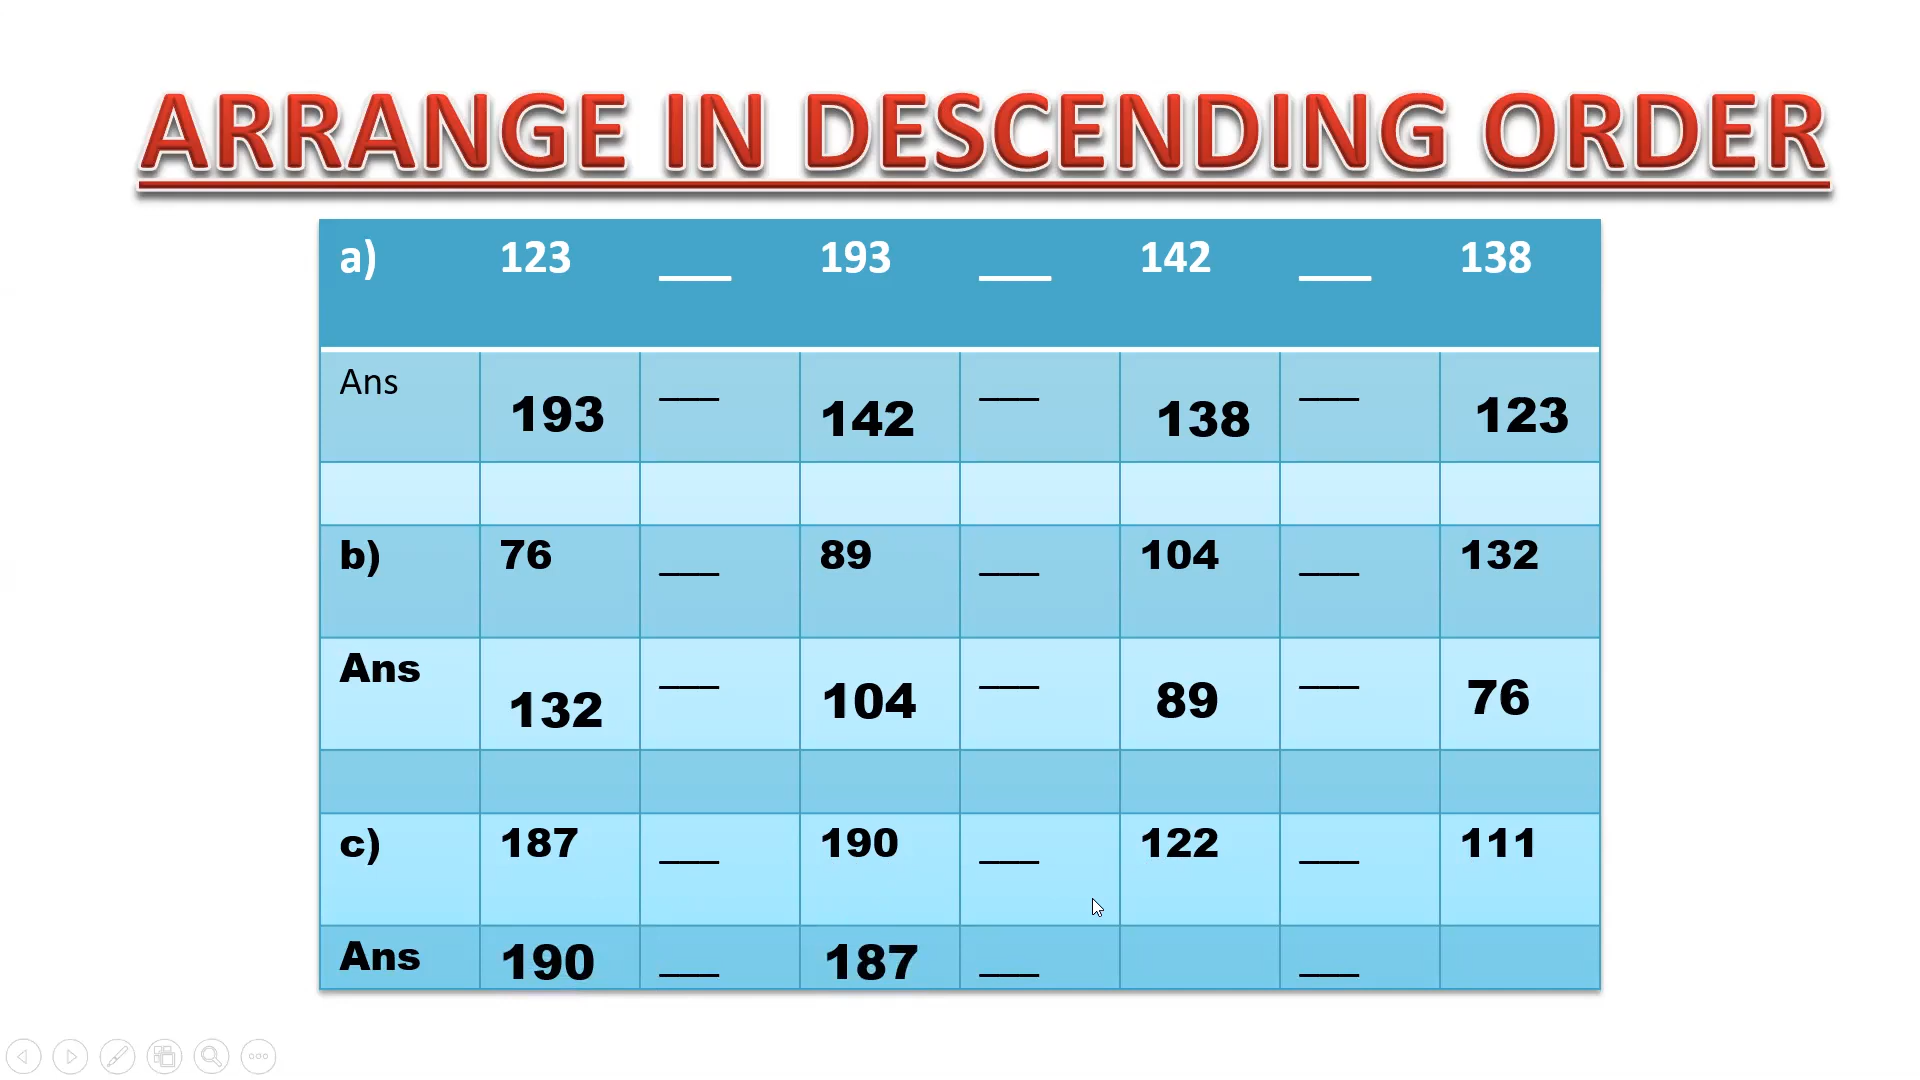 ARRANGE IN DESCENDING ORDER
a) 123 ___ 193 ___ 142 ___ 138
Ans 193 ___ 142 ___ 138 ___ 123
b) 76 ___ 89 ___ 104 ___ 132
Ans 132 ___ 104 ___ 89 ___ 76
c) 187 ___ 190 ___ 122 ___ 111
Ans 190 ___ 187 ___ ___